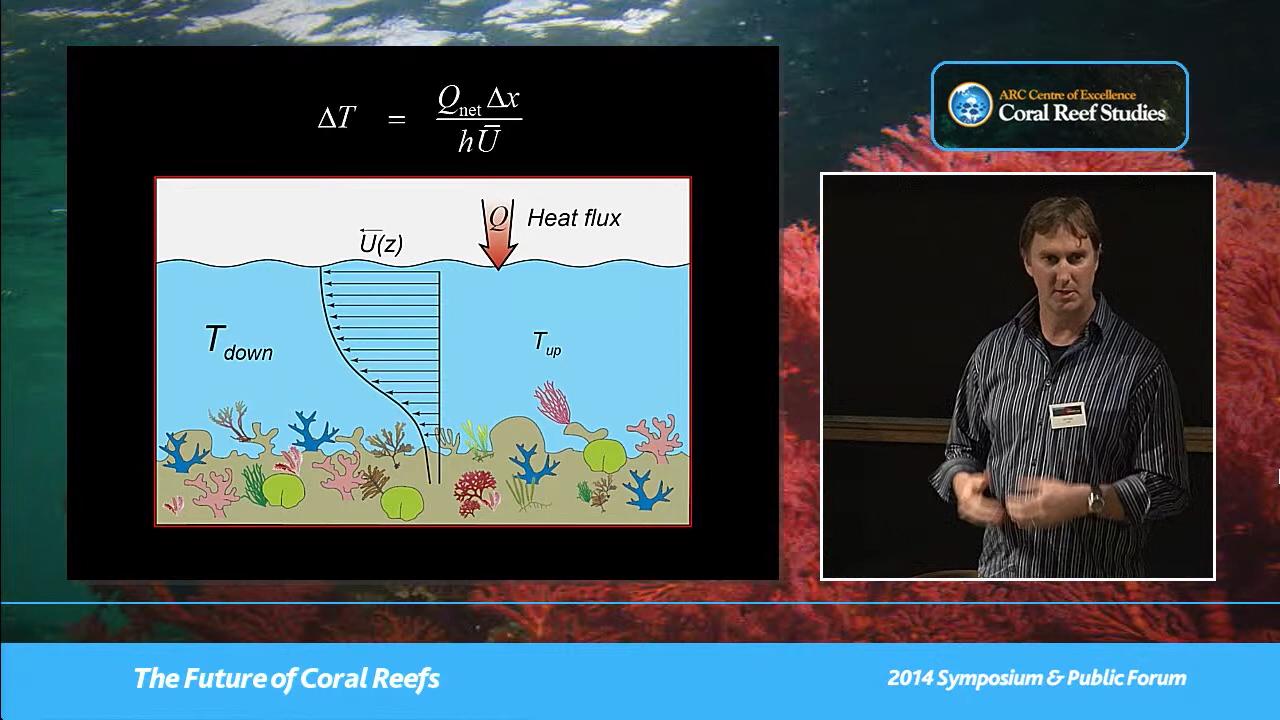 ΔT = Q_net Δx / h Ū
Q Heat flux
Ū(z)
T_down
T_up
ARC Centre of Excellence
Coral Reef Studies
The Future of Coral Reefs
2014 Symposium & Public Forum